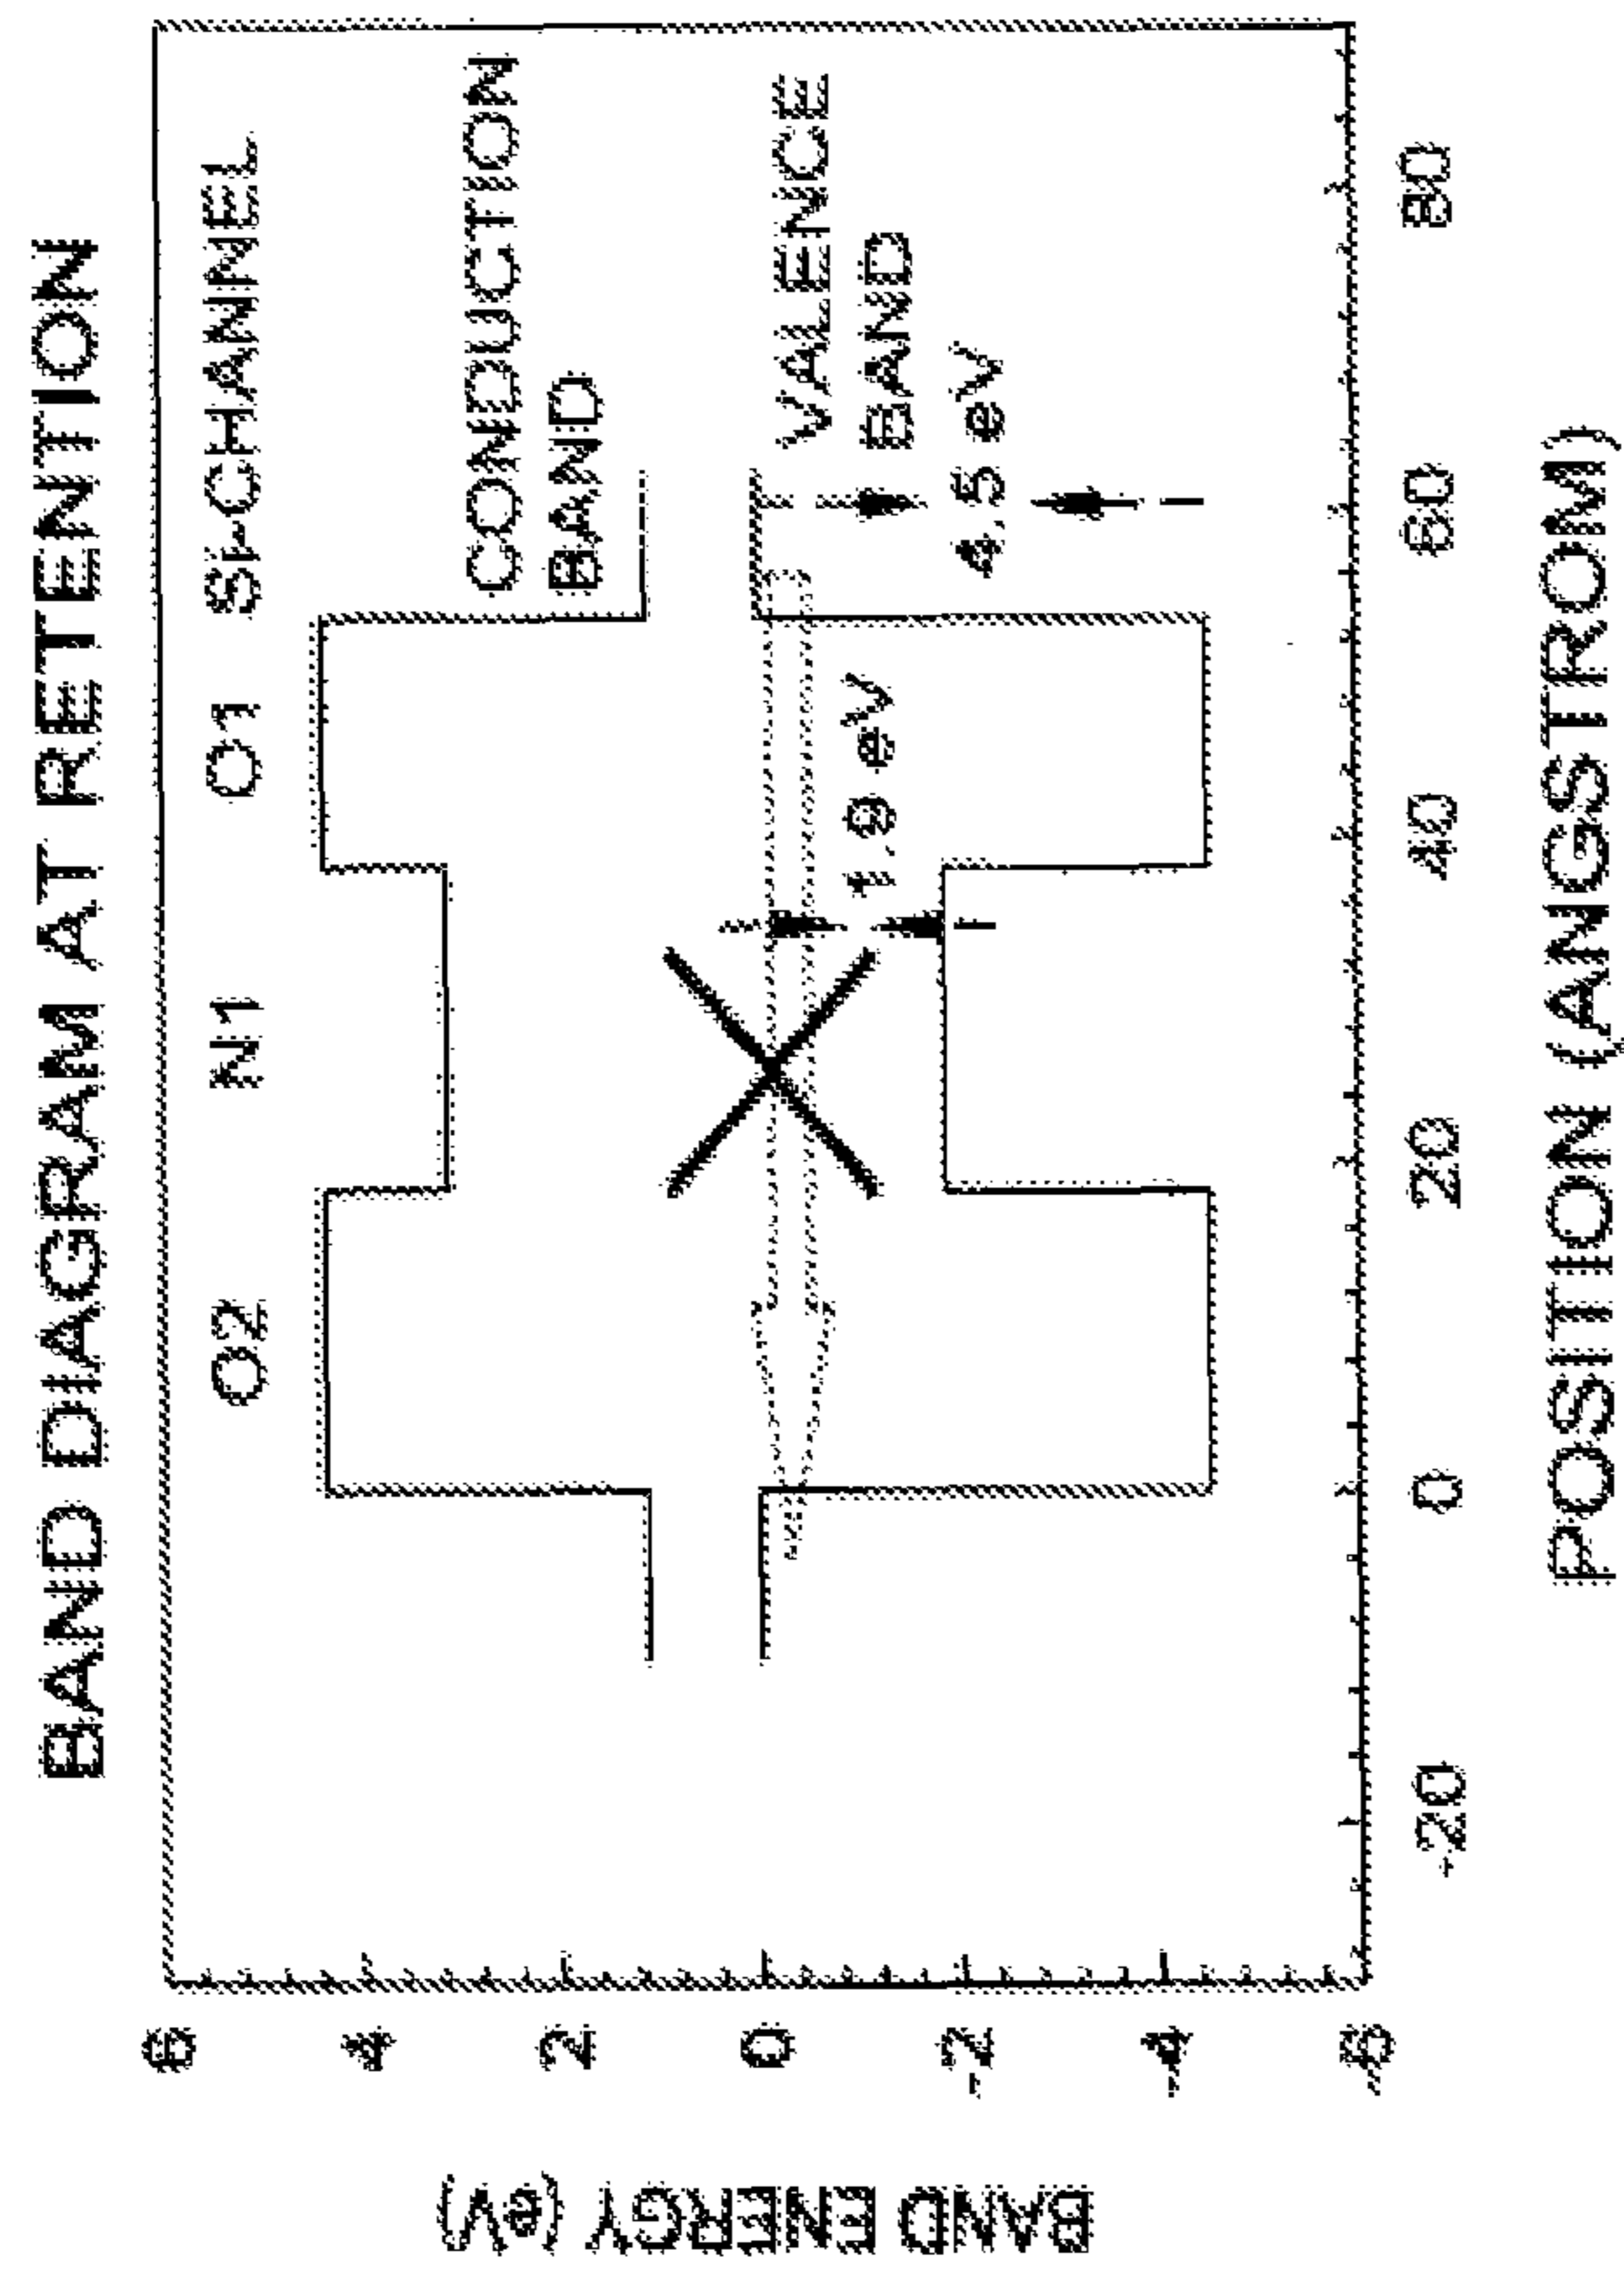 BAND DIAGRAM AT RETENTION
O2 N1 O1 Si-CHANNEL
CONDUCTION
BAND
VALENCE
BAND
1.9 eV
4.5 eV
BAND ENERGY (eV)
6
4
2
0
-2
-4
-6
-20 0 20 40 60 80
POSITION (ANGSTROM)